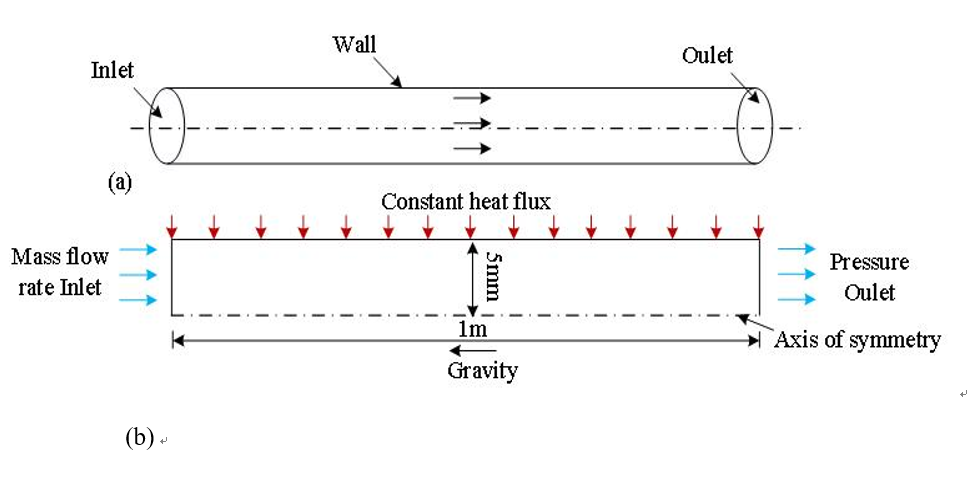 Wall
Inlet
Oulet
(a)
Constant heat flux
Mass flow
rate Inlet
5mm
Pressure
Oulet
1m
Axis of symmetry
Gravity
(b)